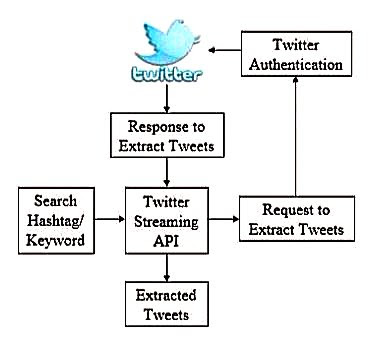 twitter
Twitter
Authentication
Response to
Extract Tweets
Search
Hashtag/
Keyword
Twitter
Streaming
API
Request to
Extract Tweets
Extracted
Tweets